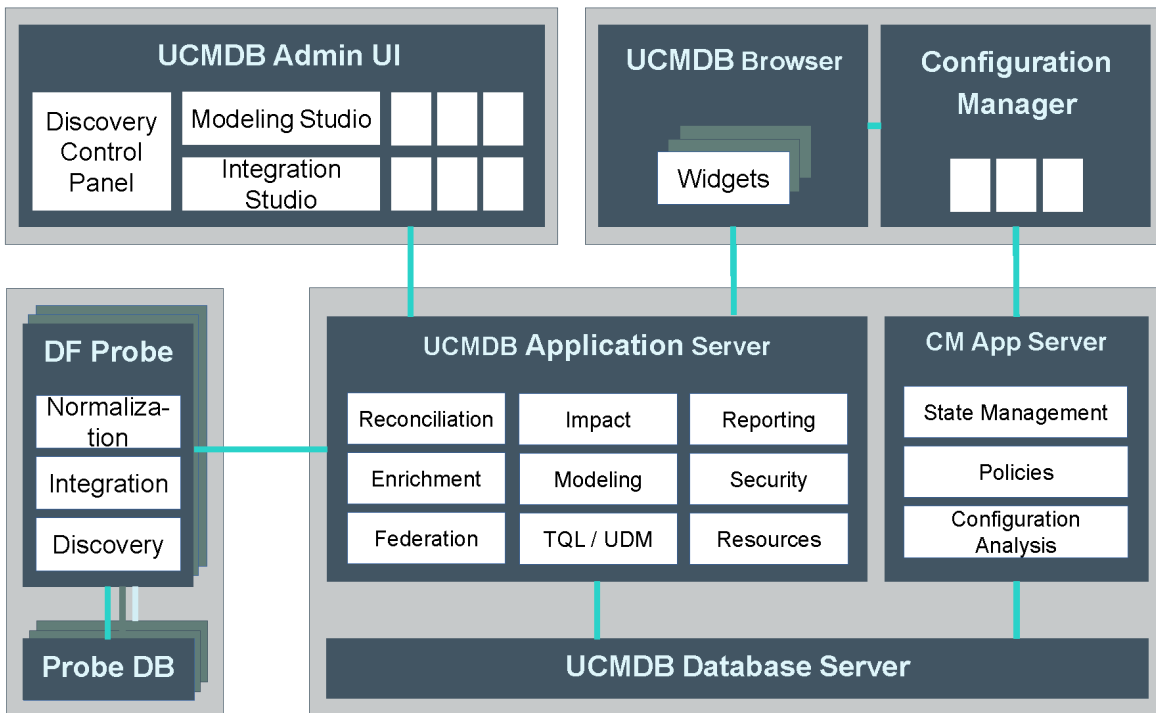 UCMDB Admin UI
Discovery
Control
Panel
Modeling Studio
Integration
Studio
UCMDB Browser
Widgets
Configuration
Manager
DF Probe
Normaliza-
tion
Integration
Discovery
Probe DB
UCMDB Application Server
Reconciliation
Impact
Reporting
Enrichment
Modeling
Security
Federation
TQL / UDM
Resources
CM App Server
State Management
Policies
Configuration
Analysis
UCMDB Database Server